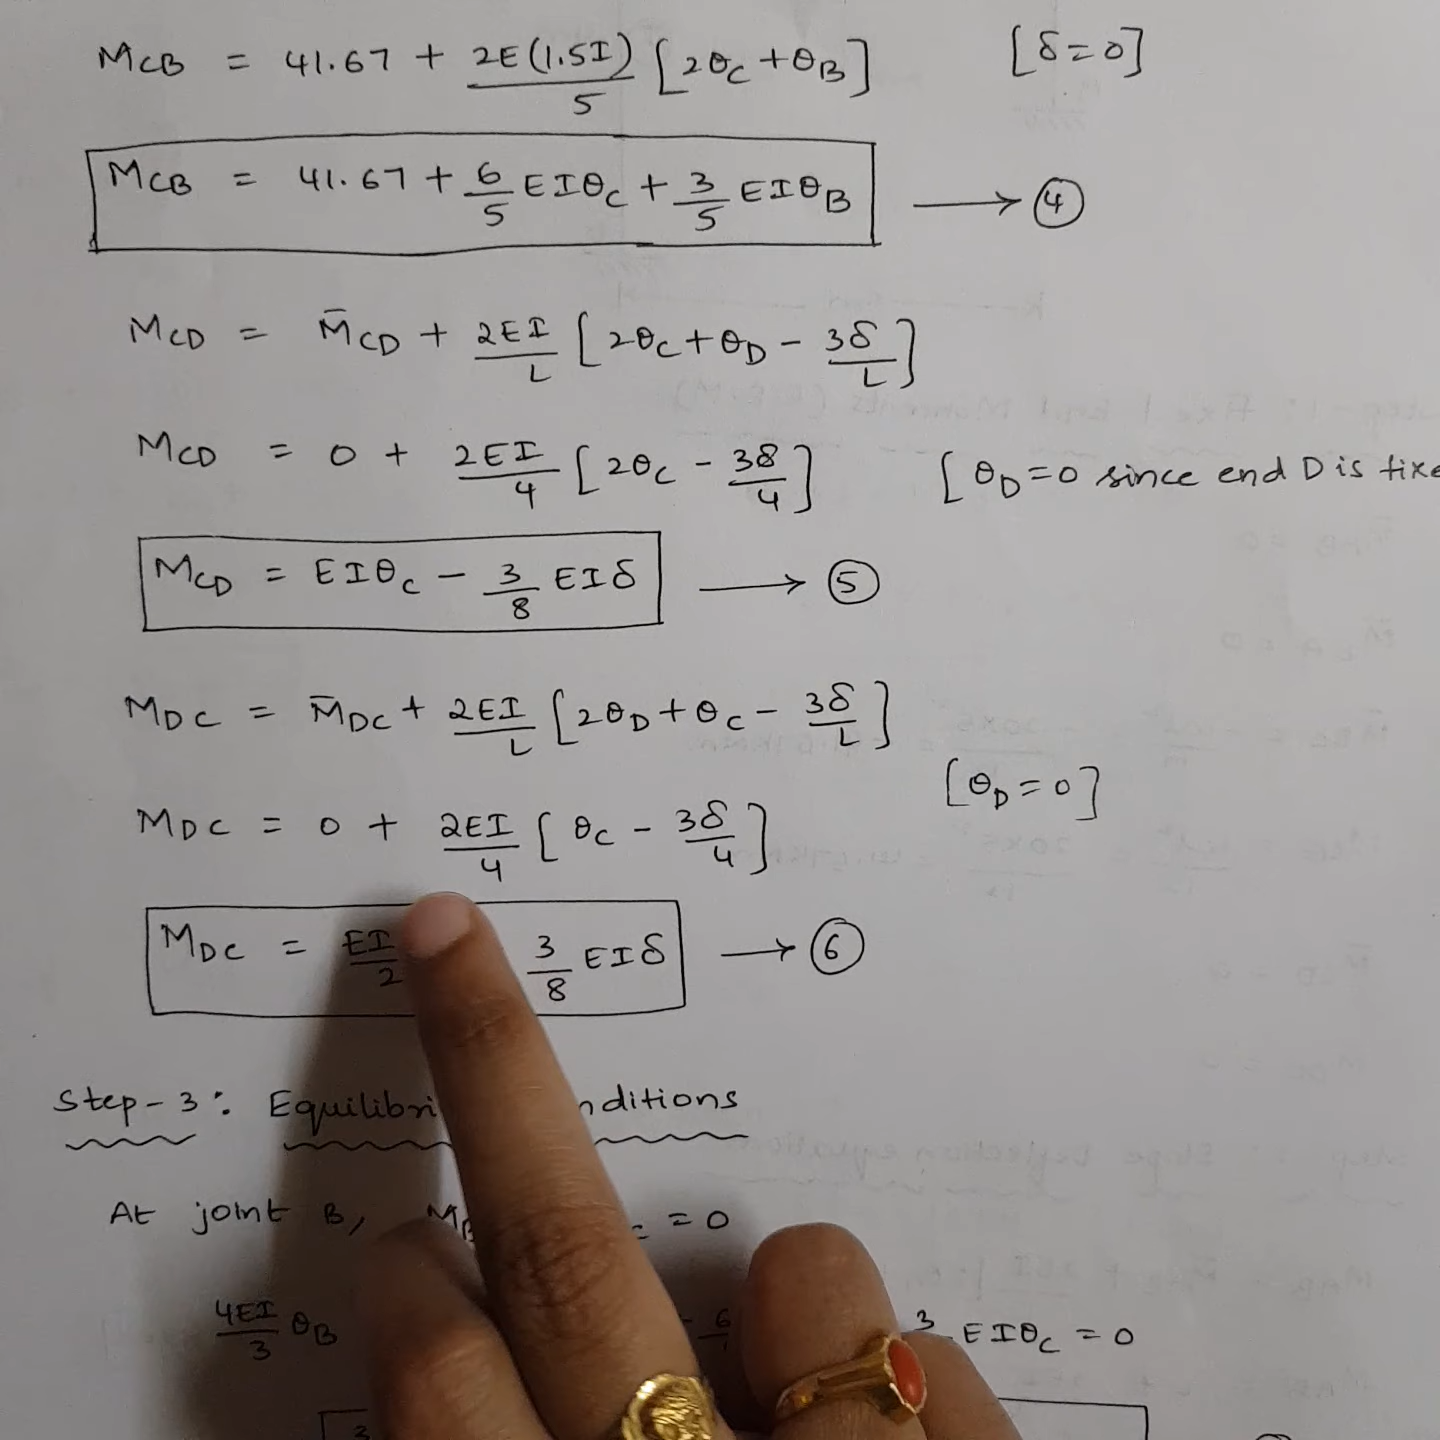 MCB = 41.67 + 2E(1.5I)/5 [2θC + θB] [δ=0]
MCB = 41.67 + 6/5 EIθC + 3/5 EIθB → 4
MCD = M̄CD + 2EI/L [2θC + θD - 3δ/L]
MCD = 0 + 2EI/4 [2θC - 3δ/4] [θD = 0 since end D is fixe
MCD = EIθC - 3/8 EIδ → 5
MDC = M̄DC + 2EI/L [2θD + θC - 3δ/L]
[θD = 0]
MDC = 0 + 2EI/4 [θC - 3δ/4]
MDC = EI/2 3/8 EIδ → 6
Step-3: Equilibri nditions
At joint B, MB C = 0
4EI/3 θB 6 3 EIθC = 0
3